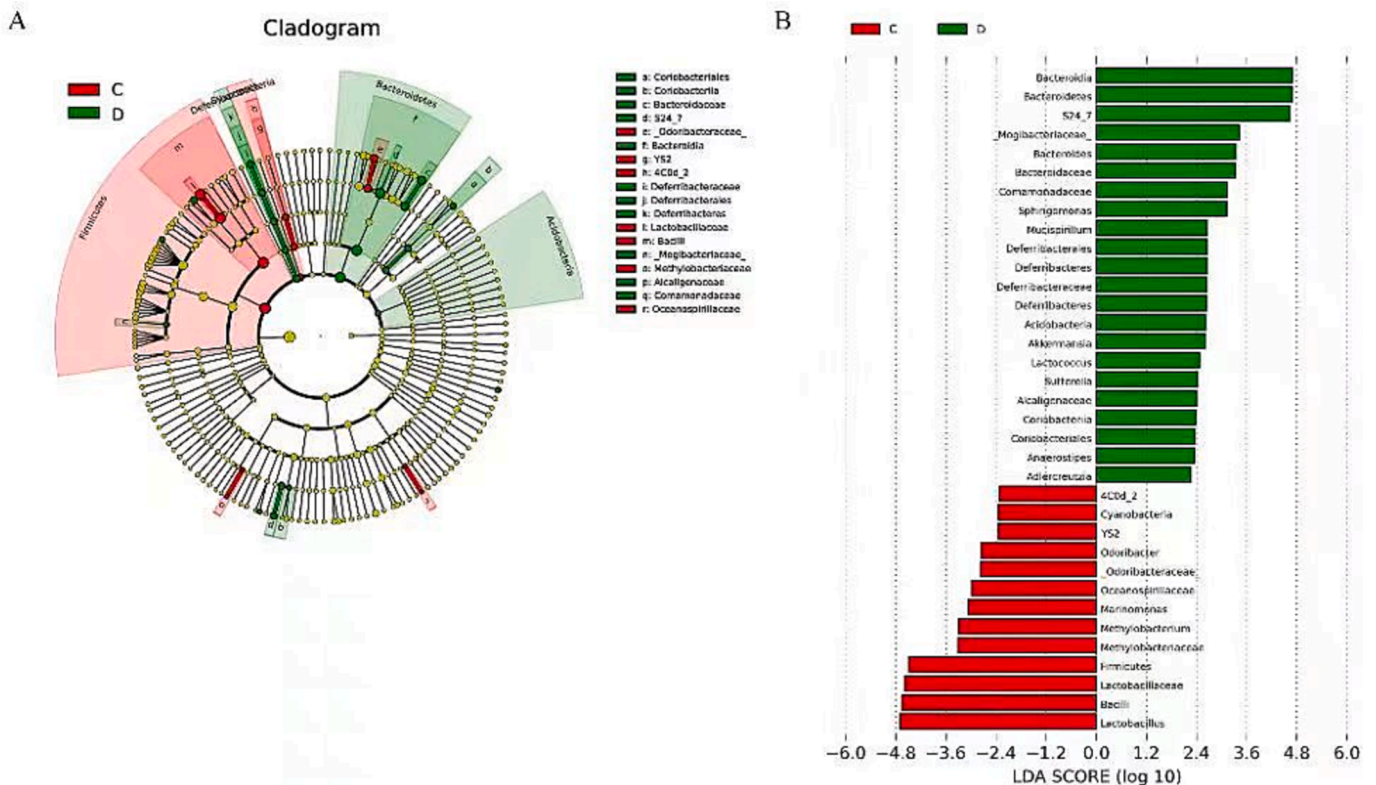 A
Cladogram
C
D
Firmicutes
Bacteroidetes
Acidobacteria
m
f
e
d
g
n
a
o
d
b
a: Coriobacteriales
b: Coriobacteriia
c: Bacteroidaceae
d: S24_7
e: _Odoribacteraceae_
f: Bacteroidia
g: YS2
h: 4C0d_2
i: Deferribacteraceae
j: Deferribacterales
k: Deferribacteres
l: Lactobacillaceae
m: Bacilli
n: _Mogibacteriaceae_
o: Methylobacteriaceae
p: Alcaligenaceae
q: Comamonadaceae
r: Oceanospirillaceae
B
C
D
Bacteroidia
Bacteroidetes
S24_7
_Mogibacteriaceae_
Bacteroides
Bacteroidaceae
Comamonadaceae
Sphingomonas
Mucispirillum
Deferribacterales
Deferribacteres
Deferribacteraceae
Deferribacteres
Acidobacteria
Akkermansia
Lactococcus
Sutterella
Alcaligenaceae
Coriobacteriia
Coriobacteriales
Anaerostipes
Adlercreutzia
4C0d_2
Cyanobacteria
YS2
Odoribacter
_Odoribacteraceae_
Oceanospirillaceae
Marinomonas
Methylobacterium
Methylobacteriaceae
Firmicutes
Lactobacillaceae
Bacilli
Lactobacillus
−6.0 −4.8 −3.6 −2.4 −1.2 0.0 1.2 2.4 3.6 4.8 6.0
LDA SCORE (log 10)